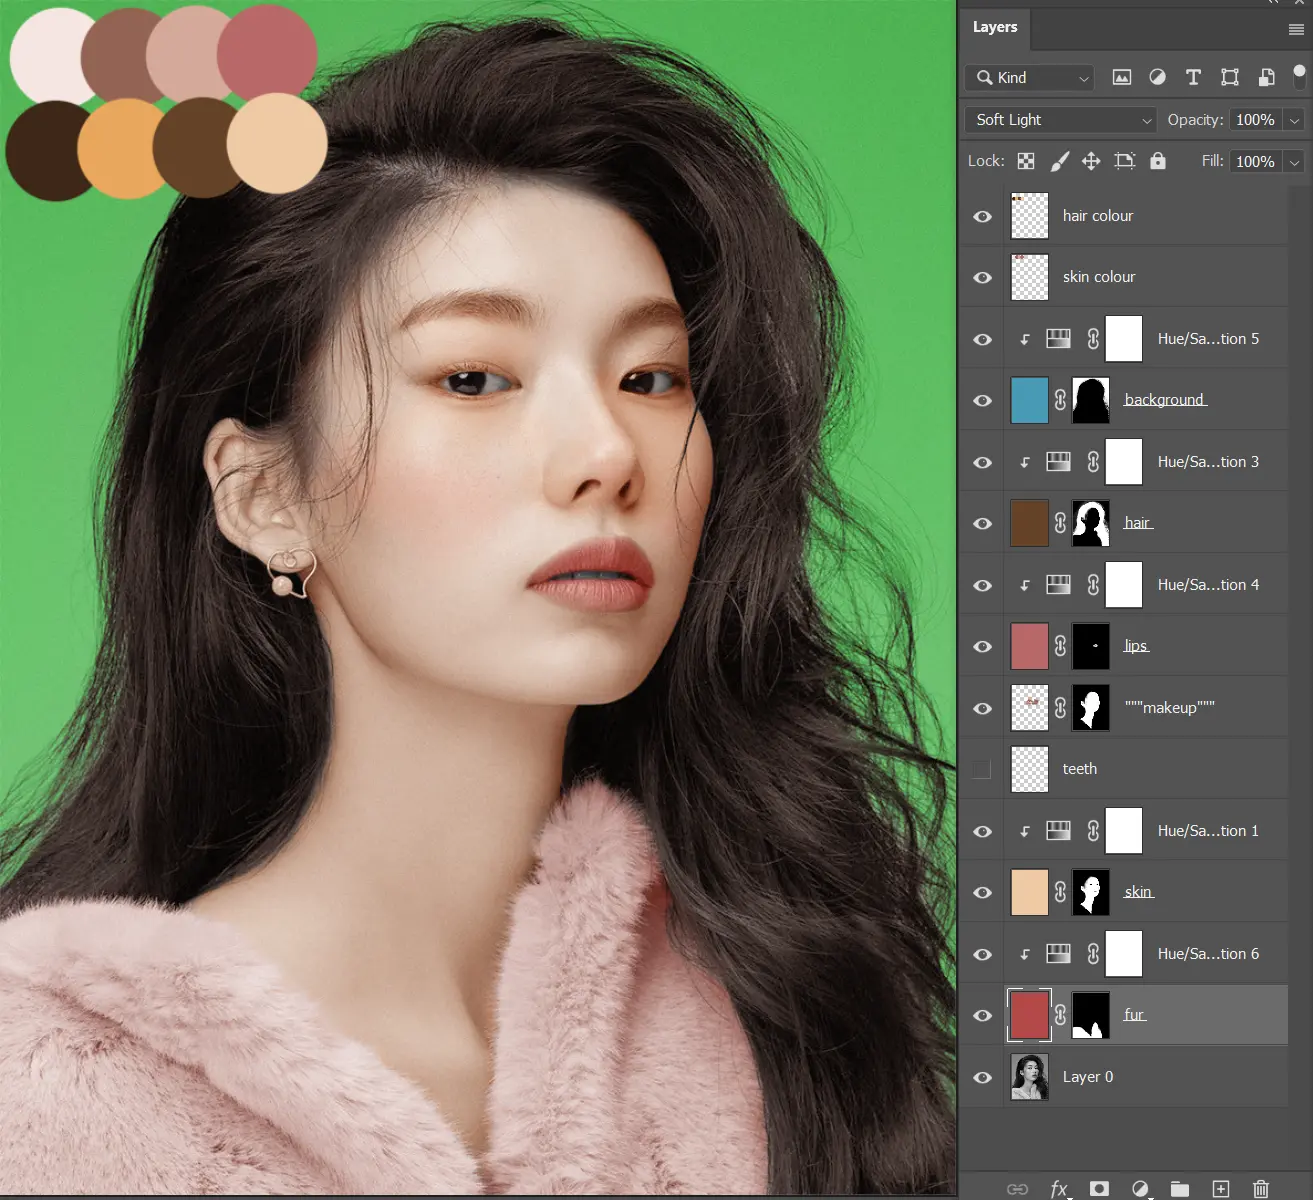 Layers
Kind
Soft Light Opacity: 100%
Lock: Fill: 100%
hair colour
skin colour
Hue/Sa...tion 5
background
Hue/Sa...tion 3
hair
Hue/Sa...tion 4
lips
"""makeup"""
teeth
Hue/Sa...tion 1
skin
Hue/Sa...tion 6
fur
Layer 0
fx